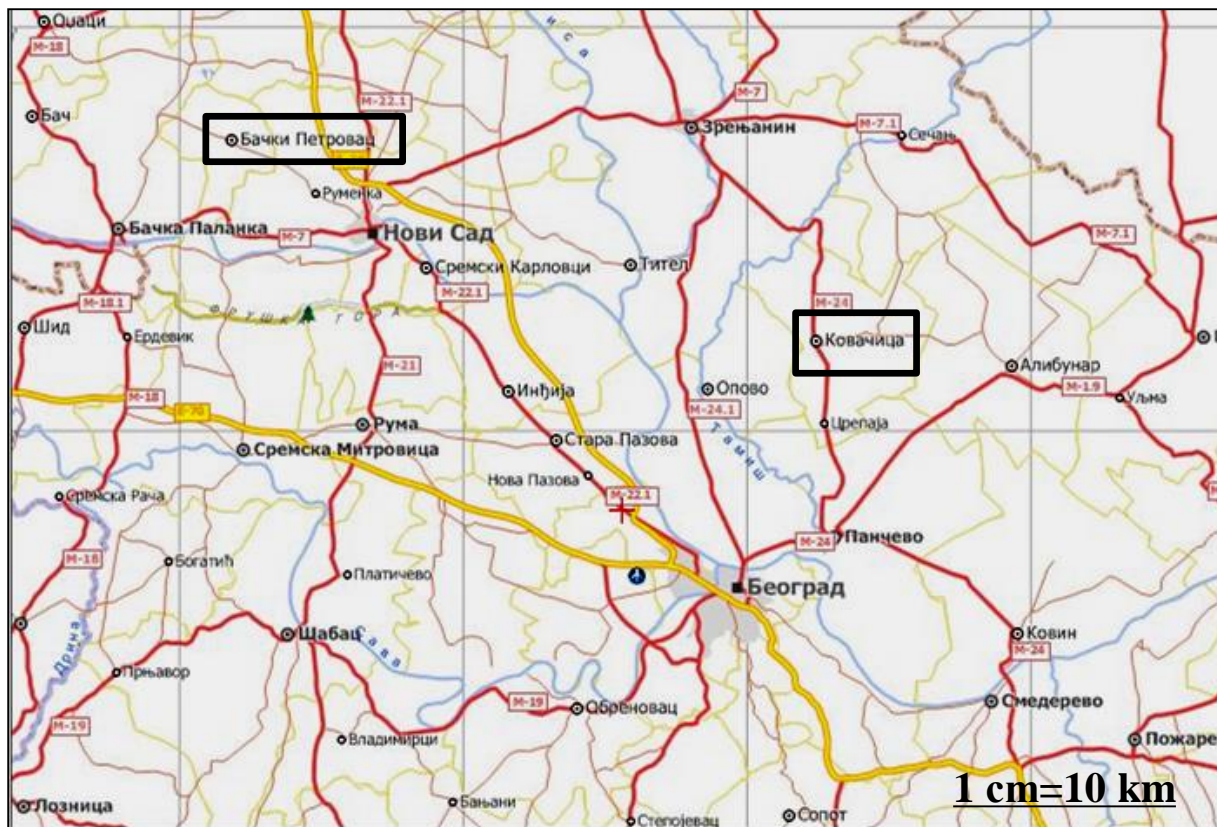 Оџаци
М-18
иса
М-7
М-22.1
Бач
Зрењанин
М-7.1
Сечањ
Бачки Петровац
Руменка
Бачка Паланка
М-7
Нови Сад
М-7.1
Сремски Карловци
Тител
М-22.1
М-18.1
М-24
ФРУШКА ГОРА
Шид
Ердевик
Ковачица
М-21
Алибунар
М-1.9
Уљма
М-18
Е-70
Инђија
Опово
М-24.1
Рума
Црепаја
Тамиш
Сремска Митровица
Стара Пазова
Нова Пазова
М-22.1
Сремска Рача
М-24
Панчево
М-18
Богатић
Платичево
Београд
Шабац
Сава
Ковин
М-24
Дрина
Прњавор
М-19
Обреновац
Смедерево
М-19
Владимирци
Пожаре
1 cm=10 km
Лозница
Бањани
Степојевац
Сопот